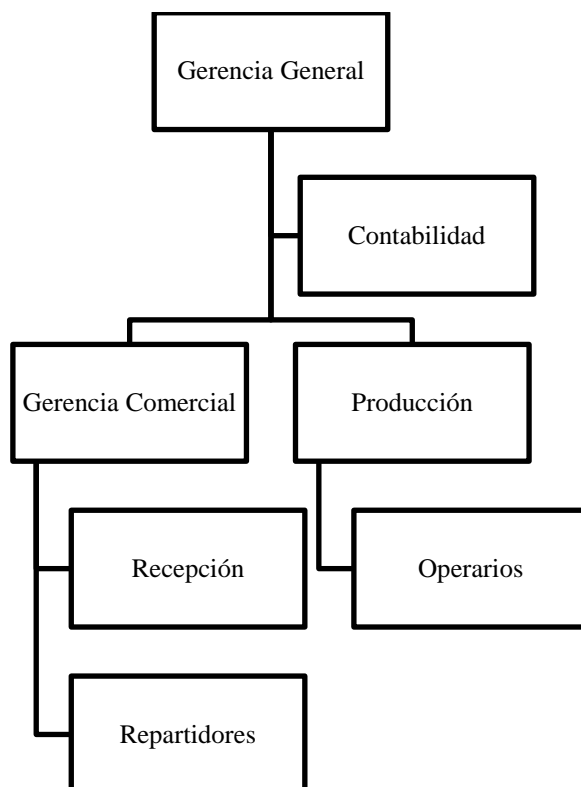 Gerencia General
Contabilidad
Gerencia Comercial
Producción
Recepción
Operarios
Repartidores